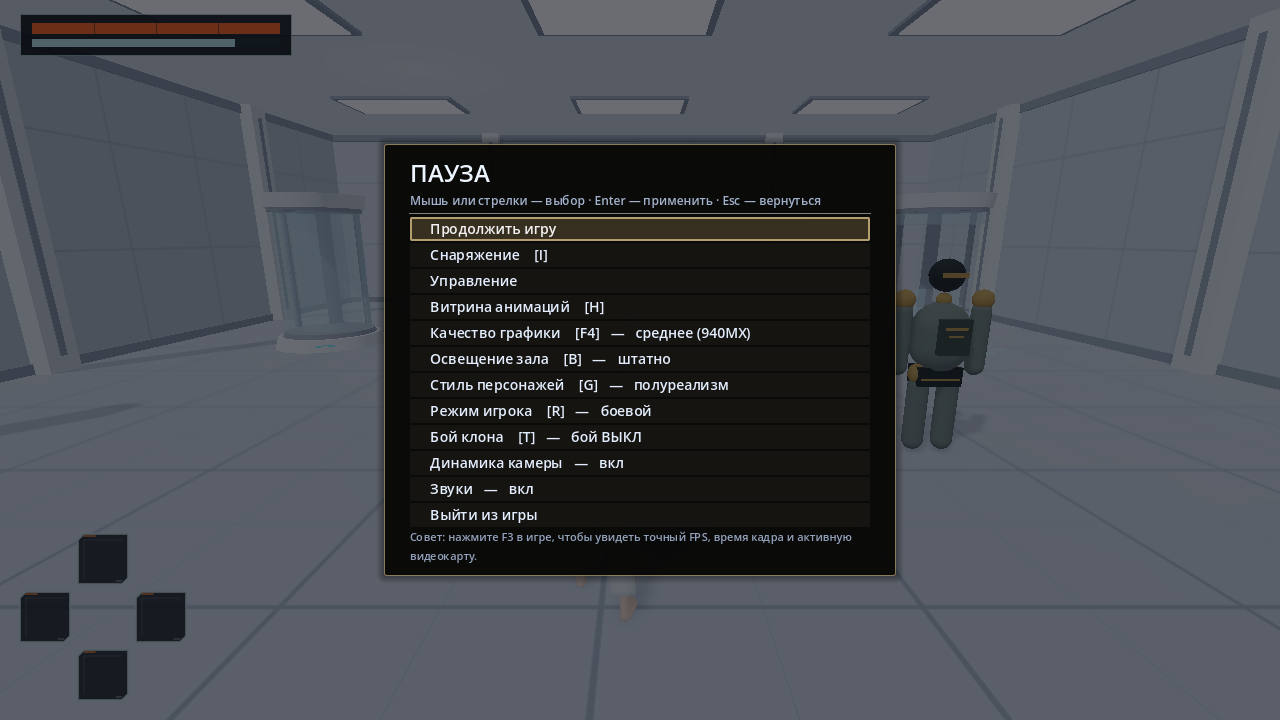 ПАУЗА
Мышь или стрелки — выбор · Enter — применить · Esc — вернуться
Продолжить игру
Снаряжение [I]
Управление
Витрина анимаций [H]
Качество графики [F4] — среднее (940MX)
Освещение зала [B] — штатно
Стиль персонажей [G] — полуреализм
Режим игрока [R] — боевой
Бой клона [T] — бой ВЫКЛ
Динамика камеры — вкл
Звуки — вкл
Выйти из игры
Совет: нажмите F3 в игре, чтобы увидеть точный FPS, время кадра и активную
видеокарту.